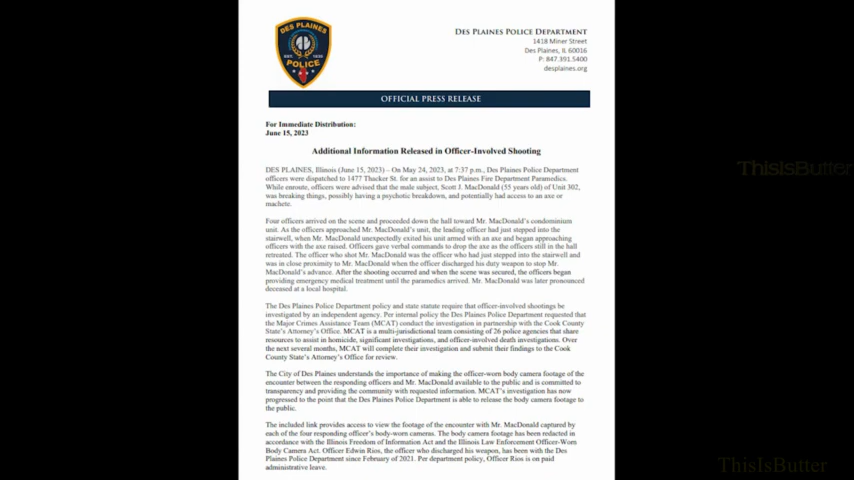 DES PLAINES
EST. 1835
POLICE
DES PLAINES POLICE DEPARTMENT
1418 Miner Street
Des Plaines, IL 60016
P: 847.391.5400
desplaines.org
OFFICIAL PRESS RELEASE
For Immediate Distribution:
June 15, 2023
Additional Information Released in Officer-Involved Shooting
DES PLAINES, Illinois (June 15, 2023) – On May 24, 2023, at 7:37 p.m., Des Plaines Police Department
officers were dispatched to 1477 Thacker St. for an assist to Des Plaines Fire Department Paramedics.
While enroute, officers were advised that the male subject, Scott J. MacDonald (55 years old) of Unit 302,
was breaking things, possibly having a psychotic breakdown, and potentially had access to an axe or
machete.
Four officers arrived on the scene and proceeded down the hall toward Mr. MacDonald's condominium
unit. As the officers approached Mr. MacDonald's unit, the leading officer had just stepped into the
stairwell, when Mr. MacDonald unexpectedly exited his unit armed with an axe and began approaching
officers with the axe raised. Officers gave verbal commands to drop the axe as the officers still in the hall
retreated. The officer who shot Mr. MacDonald was the officer who had just stepped into the stairwell and
was in close proximity to Mr. MacDonald when the officer discharged his duty weapon to stop Mr.
MacDonald's advance. After the shooting occurred and when the scene was secured, the officers began
providing emergency medical treatment until the paramedics arrived. Mr. MacDonald was later pronounced
deceased at a local hospital.
The Des Plaines Police Department policy and state statute require that officer-involved shootings be
investigated by an independent agency. Per internal policy the Des Plaines Police Department requested that
the Major Crimes Assistance Team (MCAT) conduct the investigation in partnership with the Cook County
State's Attorney's Office. MCAT is a multi-jurisdictional team consisting of 26 police agencies that share
resources to assist in homicide, significant investigations, and officer-involved death investigations. Over
the next several months, MCAT will complete their investigation and submit their findings to the Cook
County State's Attorney's Office for review.
The City of Des Plaines understands the importance of making the officer-worn body camera footage of the
encounter between the responding officers and Mr. MacDonald available to the public and is committed to
transparency and providing the community with requested information. MCAT's investigation has now
progressed to the point that the Des Plaines Police Department is able to release the body camera footage to
the public.
The included link provides access to view the footage of the encounter with Mr. MacDonald captured by
each of the four responding officer's body-worn cameras. The body camera footage has been redacted in
accordance with the Illinois Freedom of Information Act and the Illinois Law Enforcement Officer-Worn
Body Camera Act. Officer Edwin Rios, the officer who discharged his weapon, has been with the Des
Plaines Police Department since February of 2021. Per department policy, Officer Rios is on paid
administrative leave.
ThisIsButter
ThisIsButter